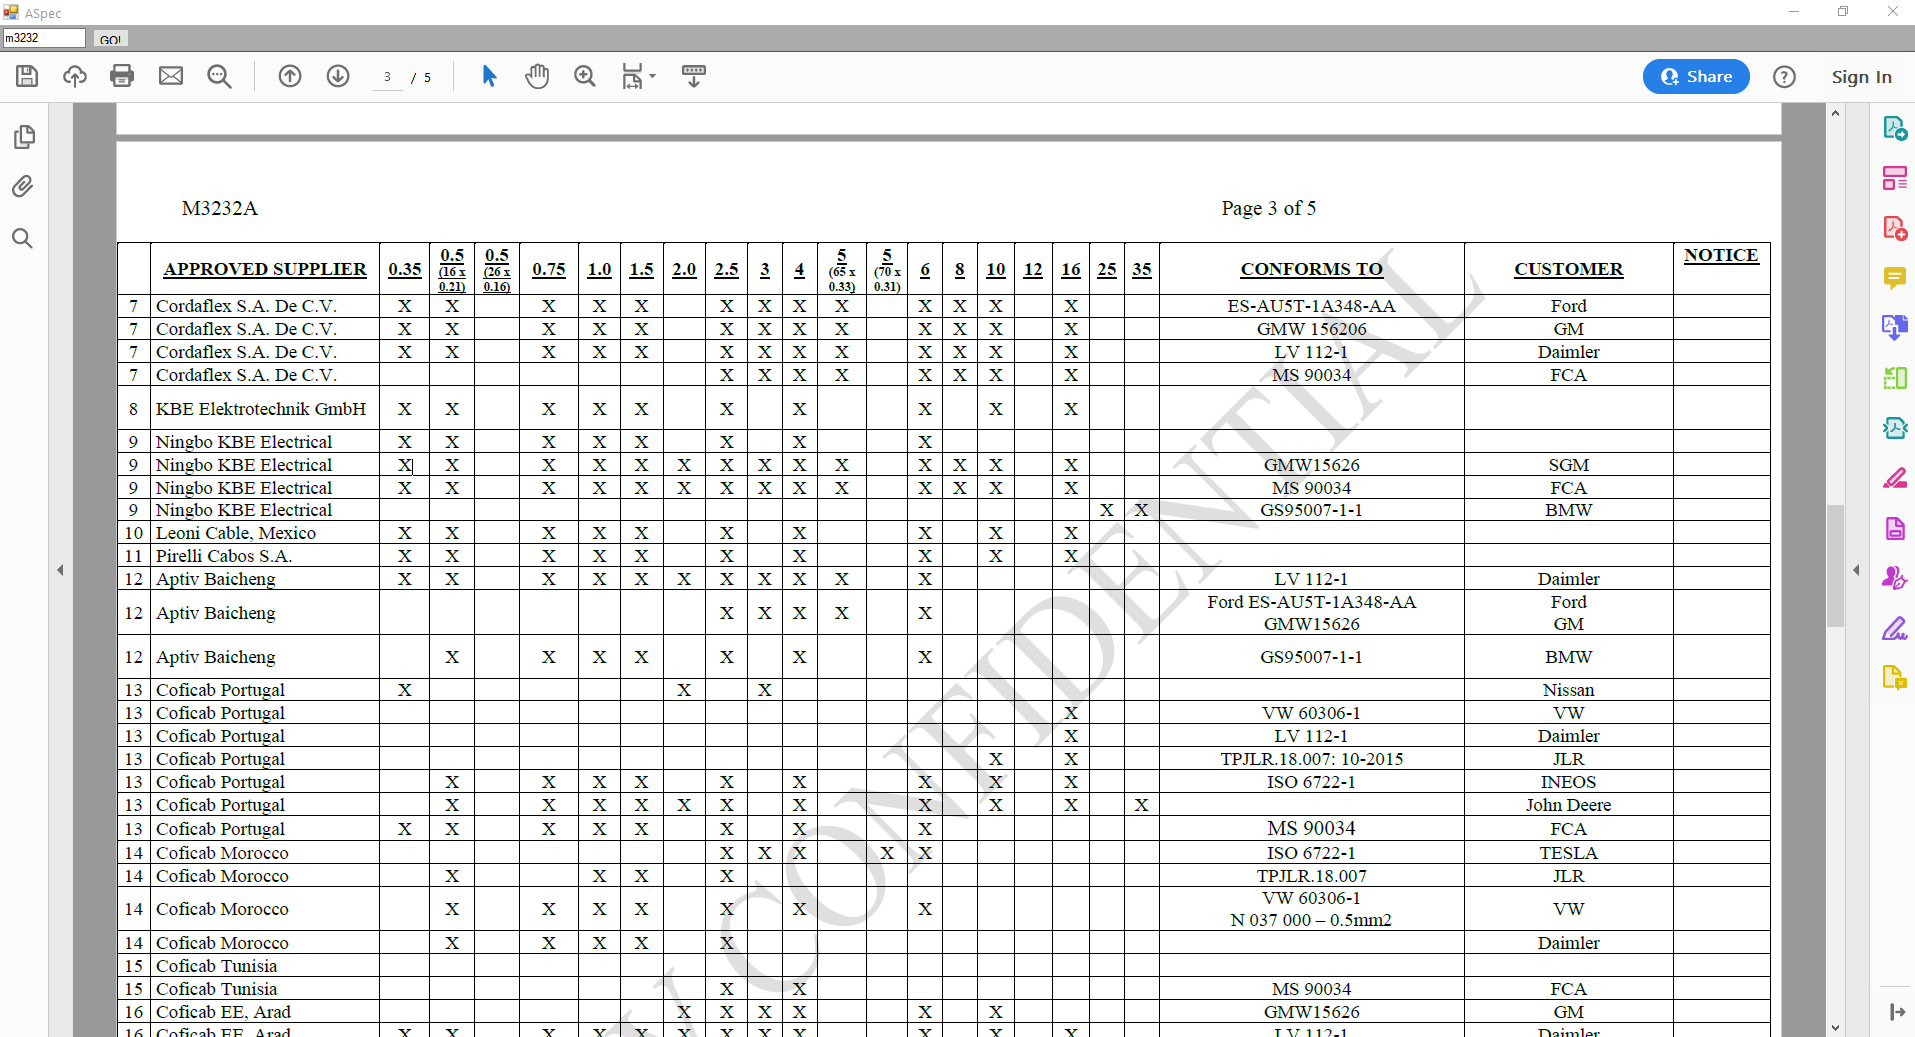 ASpec
m3232 GO!
3 / 5 Share Sign In
M3232A Page 3 of 5
APPROVED SUPPLIER 0.35 0.5 (16 x 0.21) 0.5 (26 x 0.16) 0.75 1.0 1.5 2.0 2.5 3 4 5 (65 x 0.33) 5 (70 x 0.31) 6 8 10 12 16 25 35 CONFORMS TO CUSTOMER NOTICE
7 Cordaflex S.A. De C.V. X X X X X X X X X X X X X ES-AU5T-1A348-AA Ford
7 Cordaflex S.A. De C.V. X X X X X X X X X X X X X GMW 156206 GM
7 Cordaflex S.A. De C.V. X X X X X X X X X X X X X LV 112-1 Daimler
7 Cordaflex S.A. De C.V. X X X X X X X X MS 90034 FCA
8 KBE Elektrotechnik GmbH X X X X X X X X X X
9 Ningbo KBE Electrical X X X X X X X X
9 Ningbo KBE Electrical X X X X X X X X X X X X X X GMW15626 SGM
9 Ningbo KBE Electrical X X X X X X X X X X X X X X MS 90034 FCA
9 Ningbo KBE Electrical X X GS95007-1-1 BMW
10 Leoni Cable, Mexico X X X X X X X X X X
11 Pirelli Cabos S.A. X X X X X X X X X X
12 Aptiv Baicheng X X X X X X X X X X X LV 112-1 Daimler
12 Aptiv Baicheng X X X X X Ford ES-AU5T-1A348-AA Ford
GMW15626 GM
12 Aptiv Baicheng X X X X X X X GS95007-1-1 BMW
13 Coficab Portugal X X X Nissan
13 Coficab Portugal X VW 60306-1 VW
13 Coficab Portugal X LV 112-1 Daimler
13 Coficab Portugal X X TPJLR.18.007: 10-2015 JLR
13 Coficab Portugal X X X X X X X X X ISO 6722-1 INEOS
13 Coficab Portugal X X X X X X X X X X X John Deere
13 Coficab Portugal X X X X X X X X MS 90034 FCA
14 Coficab Morocco X X X X X ISO 6722-1 TESLA
14 Coficab Morocco X X X X TPJLR.18.007 JLR
14 Coficab Morocco X X X X X X X VW 60306-1 VW
N 037 000 – 0.5mm2
14 Coficab Morocco X X X X X Daimler
15 Coficab Tunisia
15 Coficab Tunisia X X MS 90034 FCA
16 Coficab EE, Arad X X X X X X GMW15626 GM
16 Coficab EE, Arad X X X X X X X X X X X X LV 112-1 Daimler
Y CONFIDENTIAL